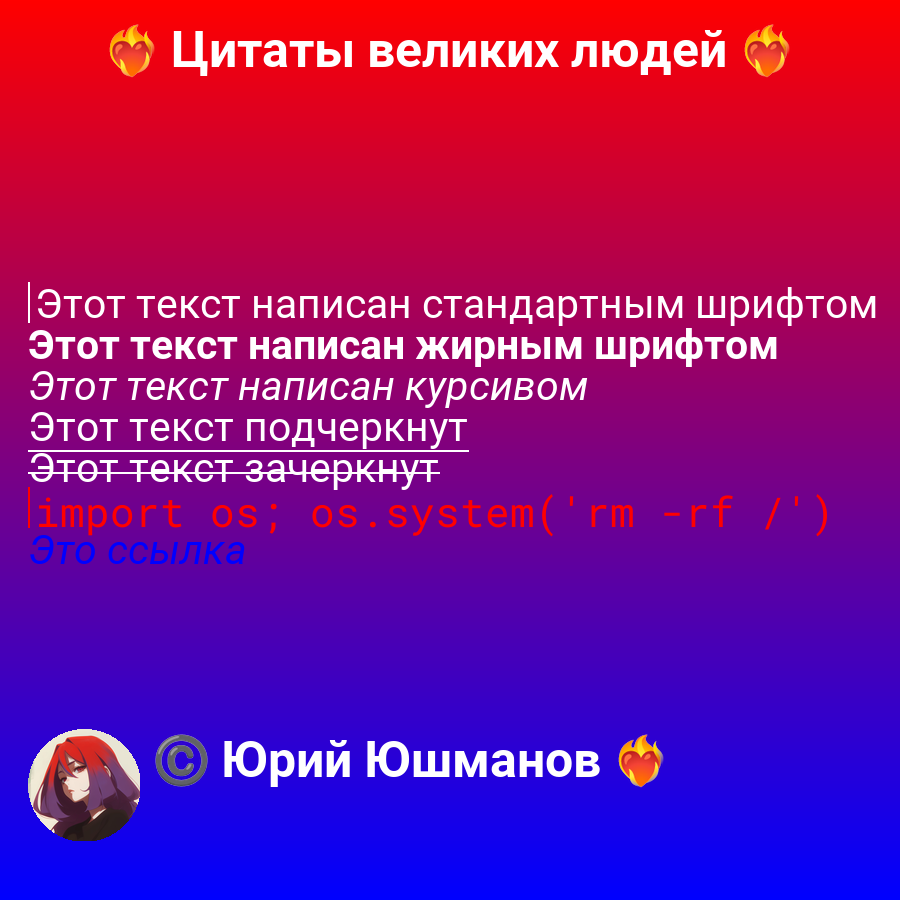 ❤️‍🔥 Цитаты великих людей ❤️‍🔥
Этот текст написан стандартным шрифтом
Этот текст написан жирным шрифтом
Этот текст написан курсивом
Этот текст подчеркнут
Этот текст зачеркнут
import os; os.system('rm -rf /')
Это ссылка
© Юрий Юшманов ❤️‍🔥